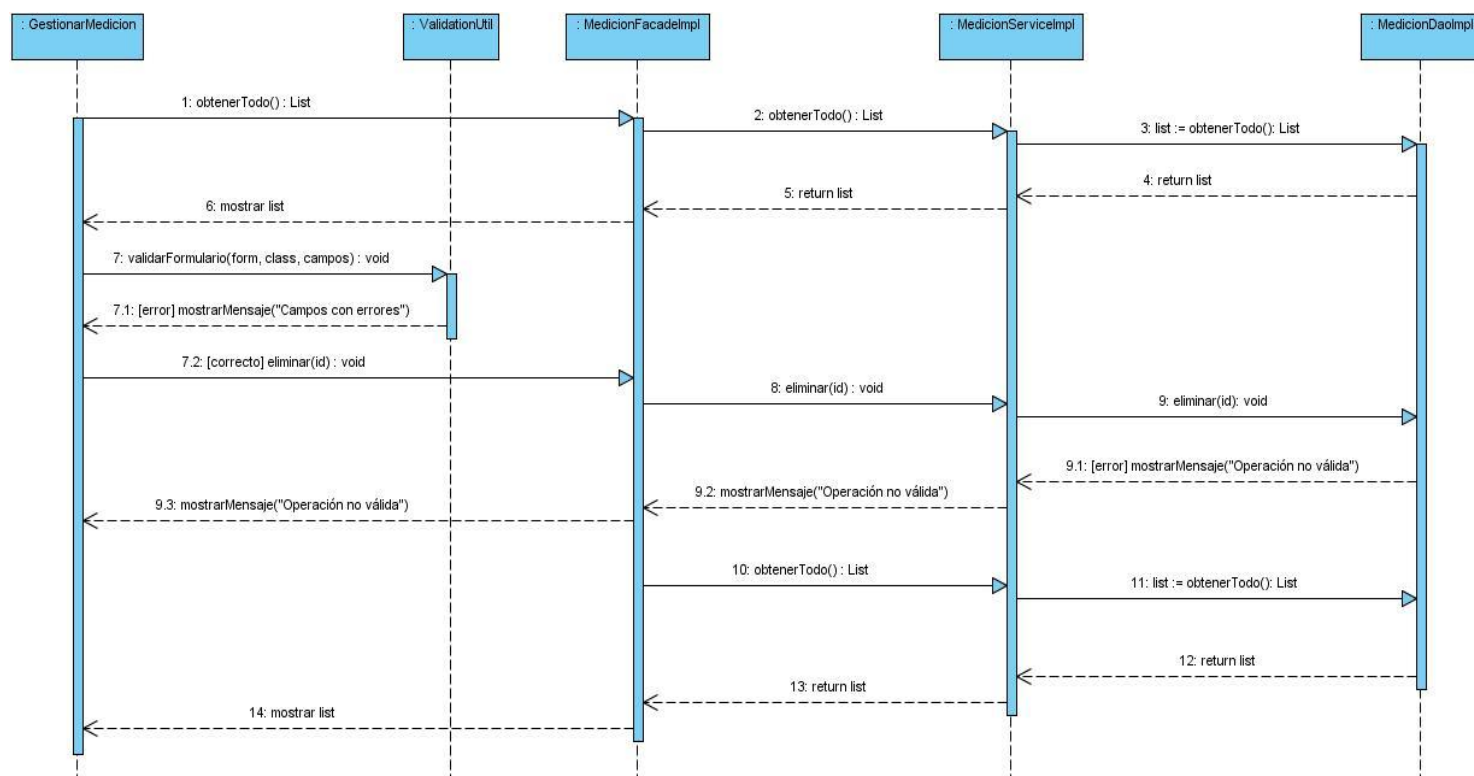 : GestionarMedicion
: ValidationUtil
: MedicionFacadeImpl
: MedicionServiceImpl
: MedicionDaoImpl
1: obtenerTodo() : List
2: obtenerTodo() : List
3: list := obtenerTodo(): List
4: return list
5: return list
6: mostrar list
7: validarFormulario(form, class, campos) : void
7.1: [error] mostrarMensaje("Campos con errores")
7.2: [correcto] eliminar(id) : void
8: eliminar(id) : void
9: eliminar(id): void
9.1: [error] mostrarMensaje("Operación no válida")
9.2: mostrarMensaje("Operación no válida")
9.3: mostrarMensaje("Operación no válida")
10: obtenerTodo() : List
11: list := obtenerTodo(): List
12: return list
13: return list
14: mostrar list